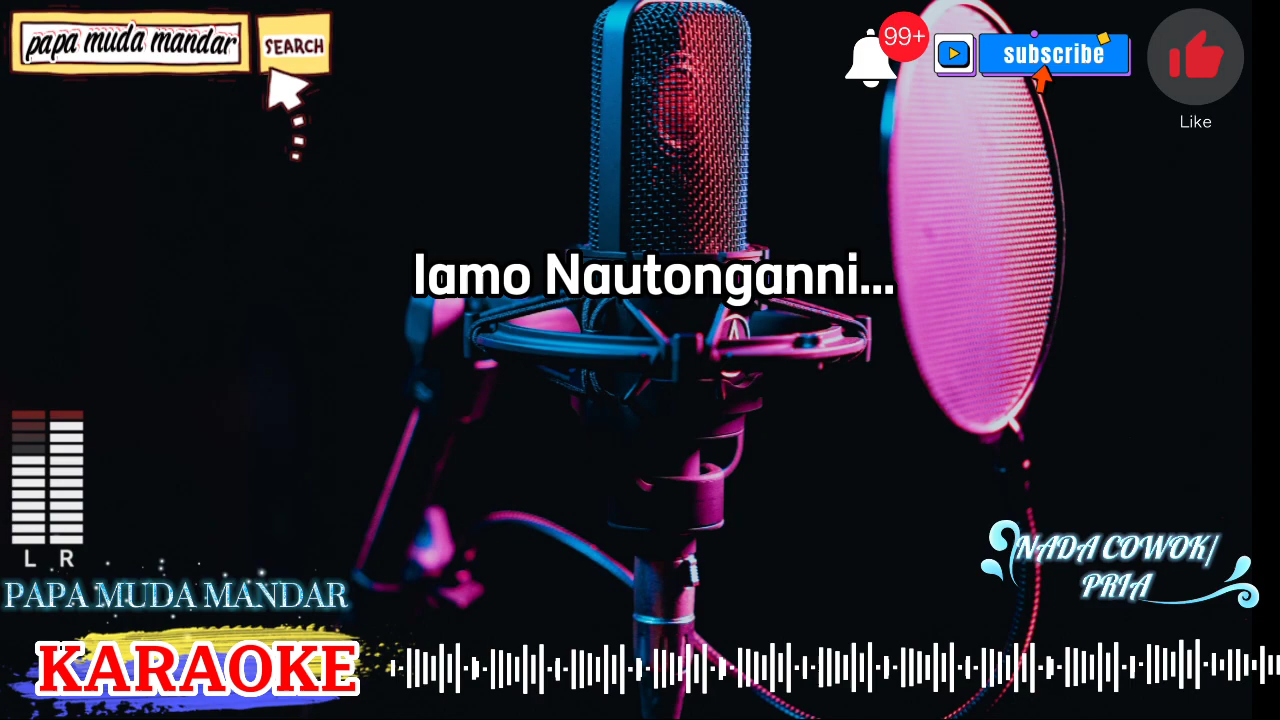 papa muda mandar
SEARCH
99+
subscribe
Like
Iamo Nautonganni...
L R
PAPA MUDA MANDAR
KARAOKE
NADA COWOK/
PRIA